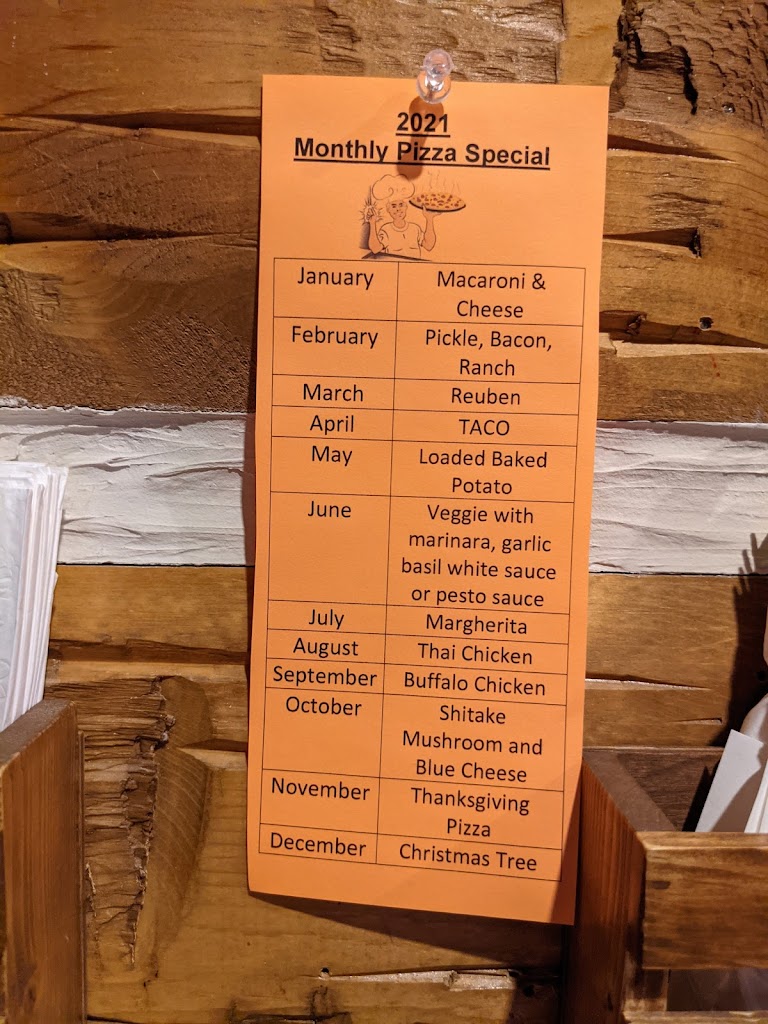 2021
Monthly Pizza Special
January Macaroni &
Cheese
February Pickle, Bacon,
Ranch
March Reuben
April TACO
May Loaded Baked
Potato
June Veggie with
marinara, garlic
basil white sauce
or pesto sauce
July Margherita
August Thai Chicken
September Buffalo Chicken
October Shitake
Mushroom and
Blue Cheese
November Thanksgiving
Pizza
December Christmas Tree